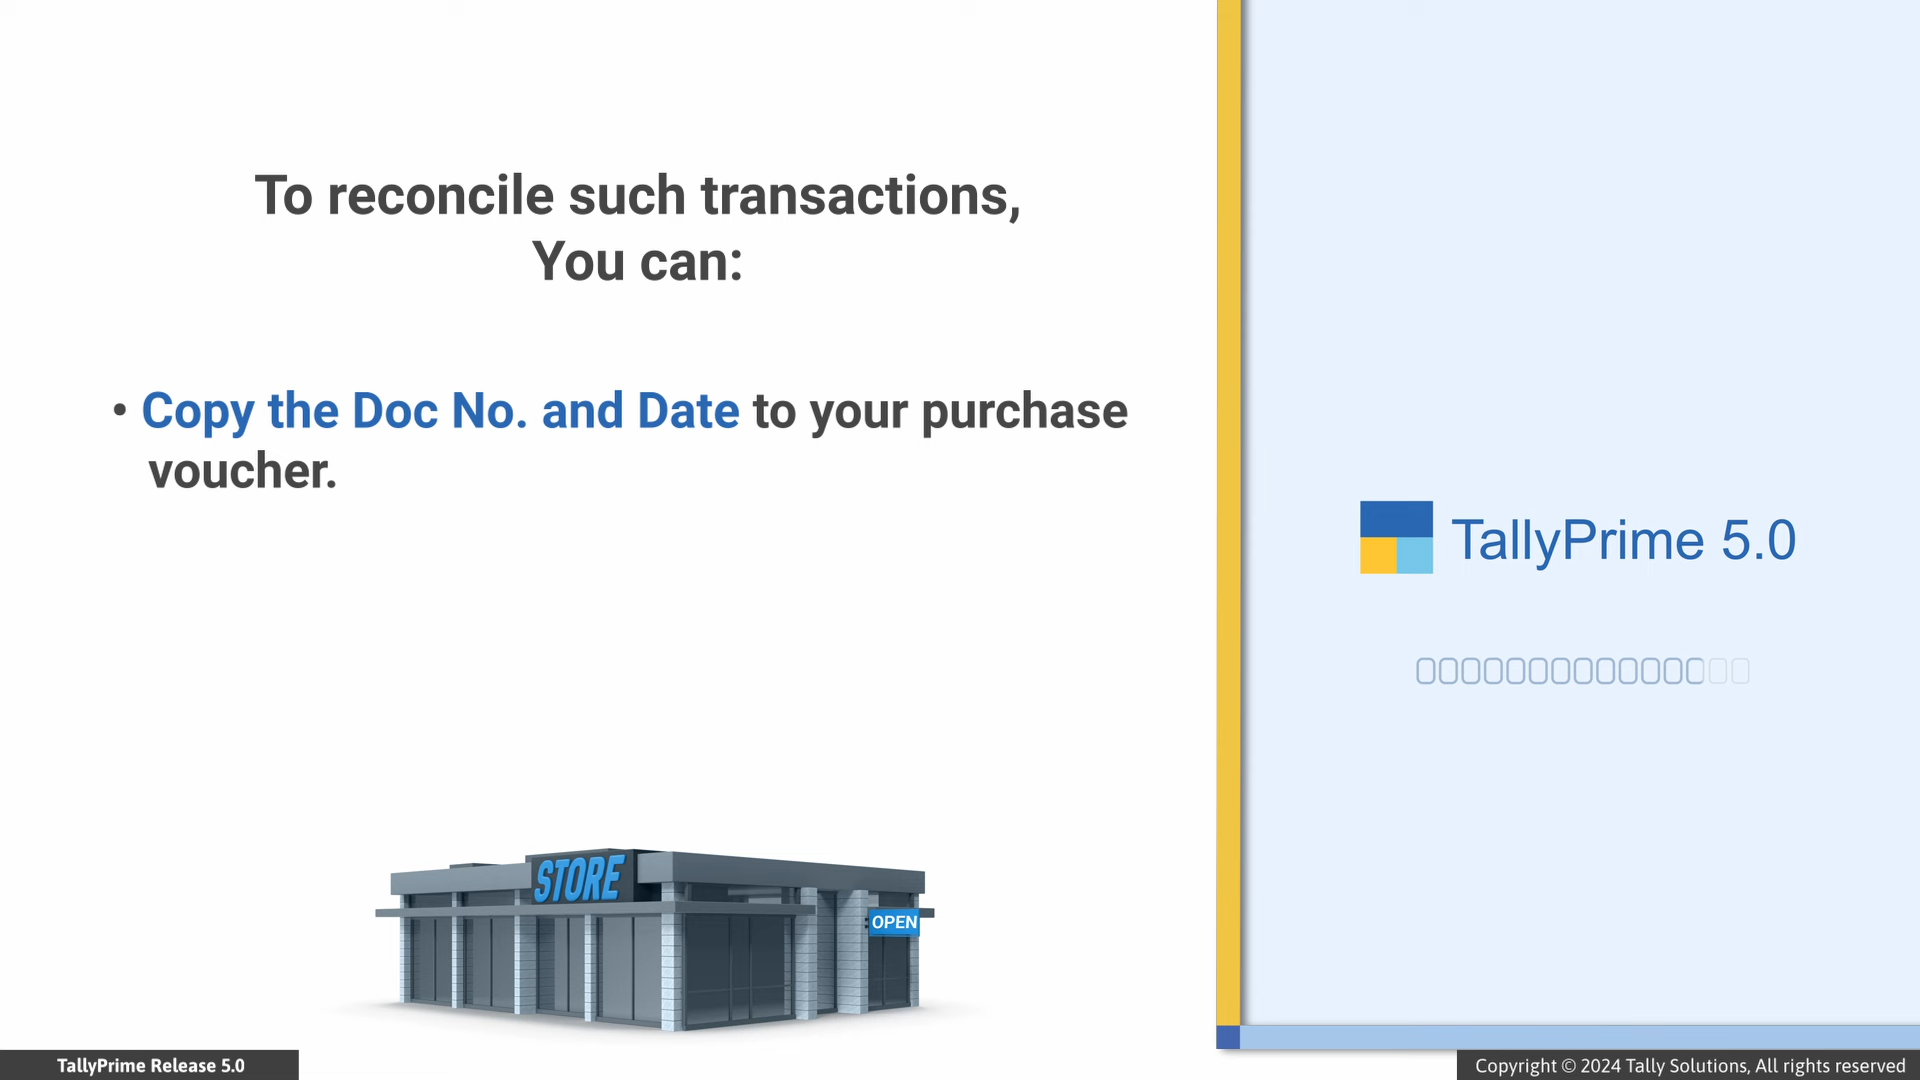 To reconcile such transactions,
You can:
• Copy the Doc No. and Date to your purchase
voucher.
TallyPrime 5.0
STORE
OPEN
TallyPrime Release 5.0
Copyright © 2024 Tally Solutions, All rights reserved